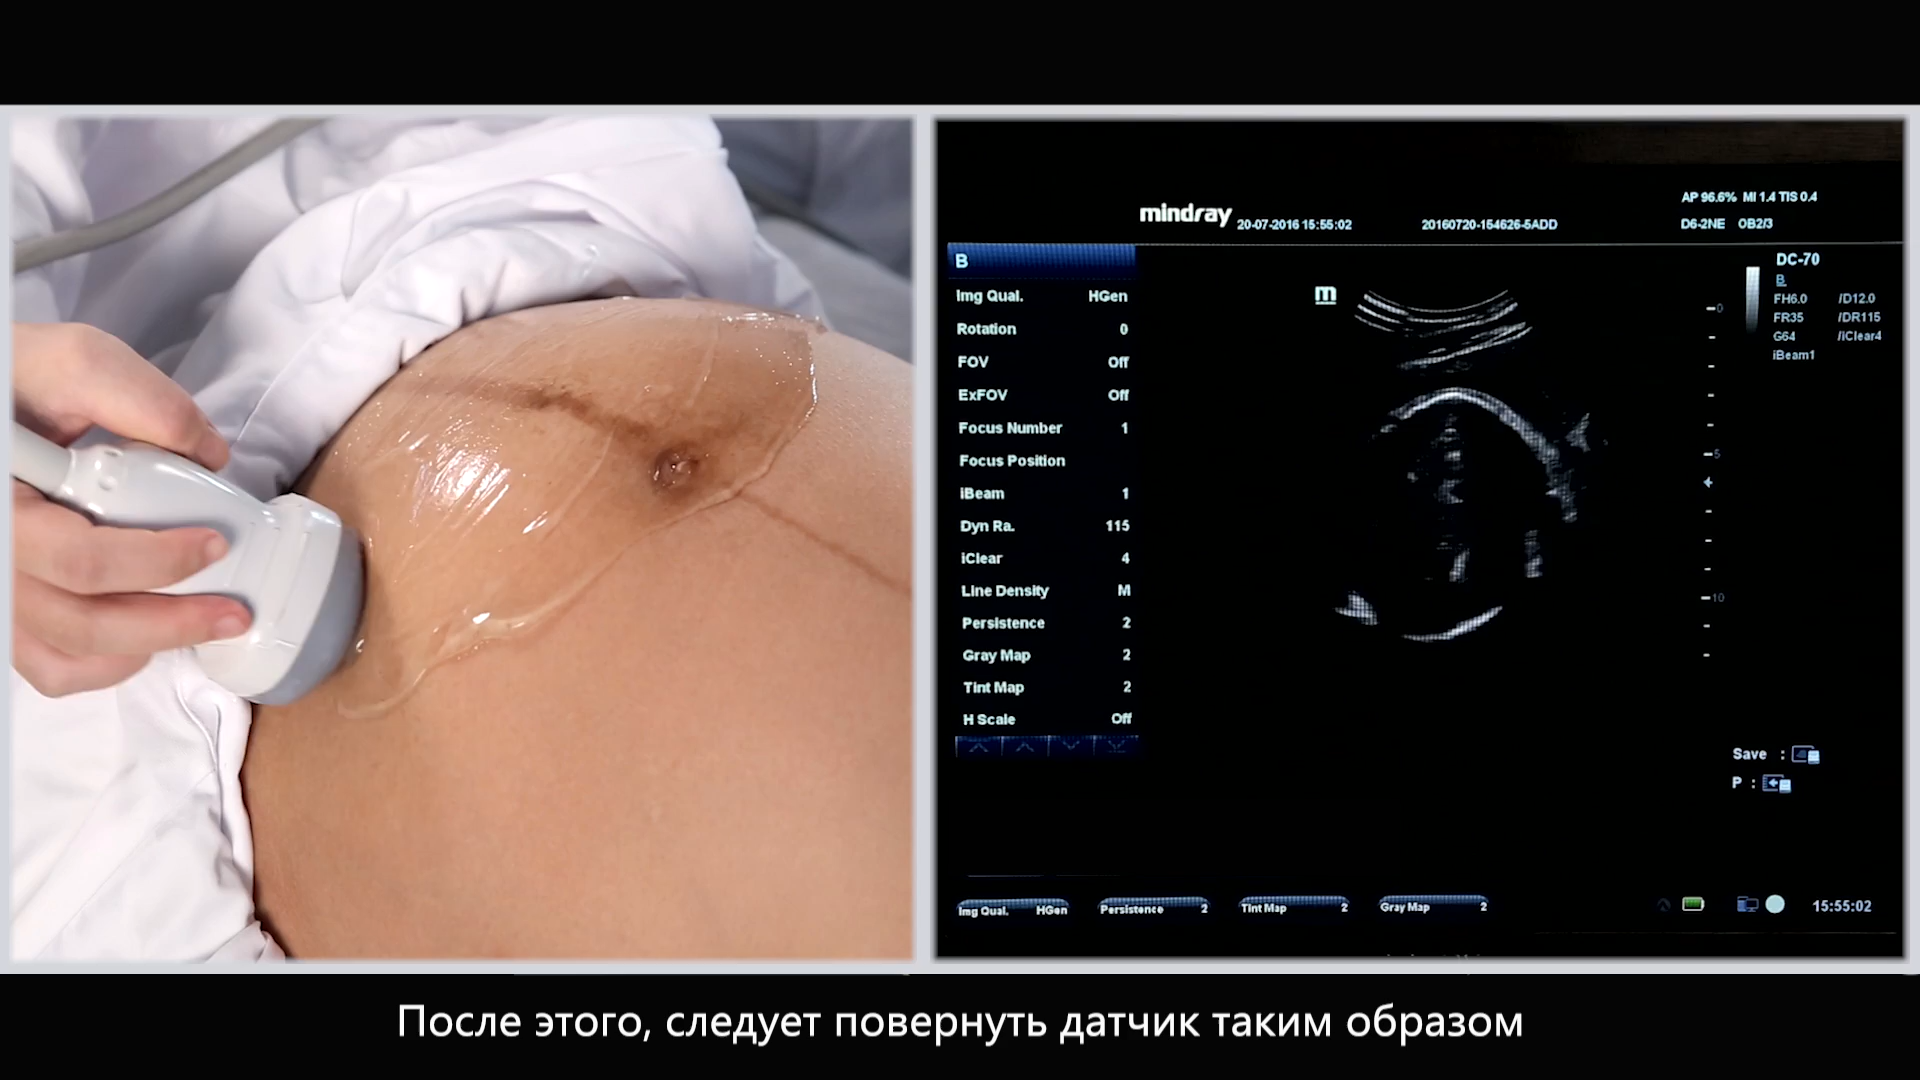 mindray
20-07-2016 15:55:02
20160720-154626-5ADD
AP 96.6% MI 1.4 TIS 0.4
D6-2NE OB2/3
B
Img Qual. HGen
Rotation 0
FOV Off
ExFOV Off
Focus Number 1
Focus Position
iBeam 1
Dyn Ra. 115
iClear 4
Line Density M
Persistence 2
Gray Map 2
Tint Map 2
H Scale Off
m
0
5
10
DC-70
B
FH6.0 /D12.0
FR35 /DR115
G64 /iClear4
iBeam1
Save :
P :
Img Qual. HGen Persistence 2 Tint Map 2 Gray Map 2
15:55:02
После этого, следует повернуть датчик таким образом